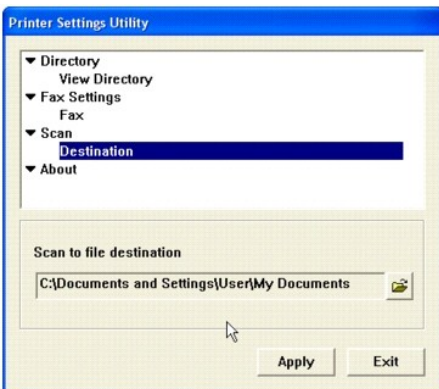 Printer Settings Utility
Directory
View Directory
Fax Settings
Fax
Scan
Destination
About
Scan to file destination
C:\Documents and Settings\User\My Documents
Apply Exit